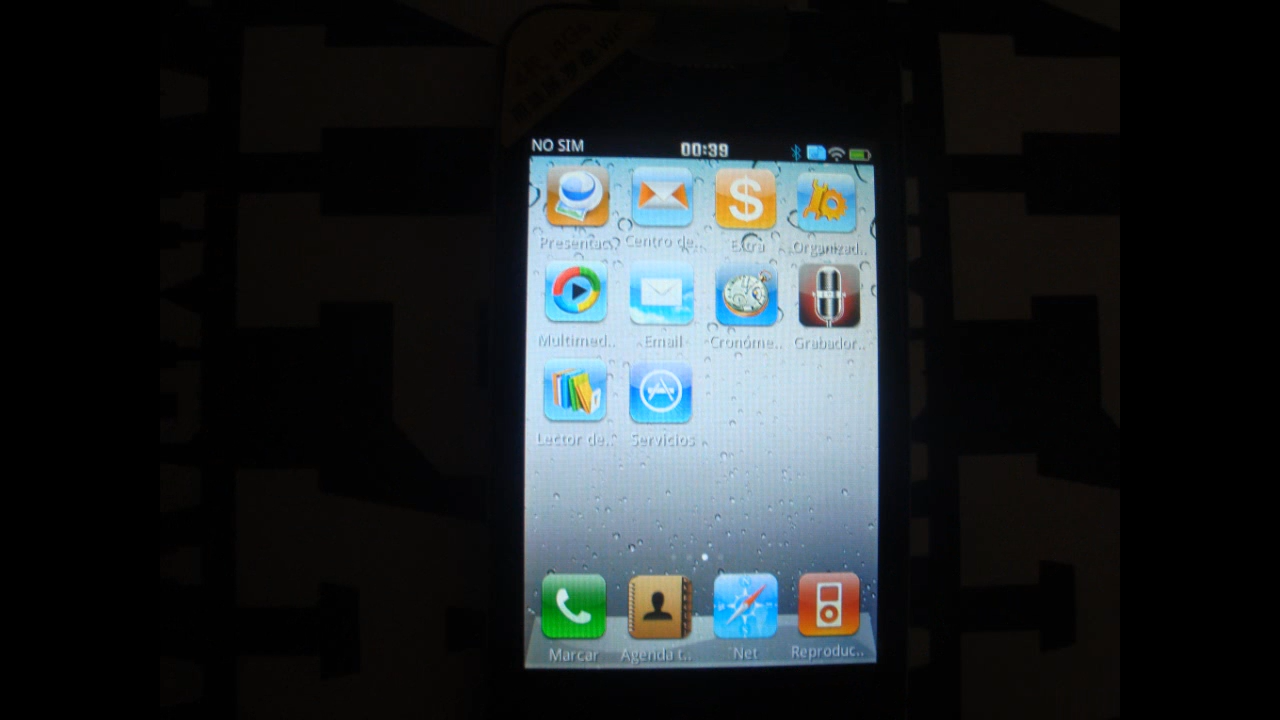 NO SIM 00:39
Presentac.. Centro de.. Extra Organizad..
Multimed.. Email Cronóme.. Grabador..
Lector de.. Servicios
Marcar Agenda t.. Net Reproduc..